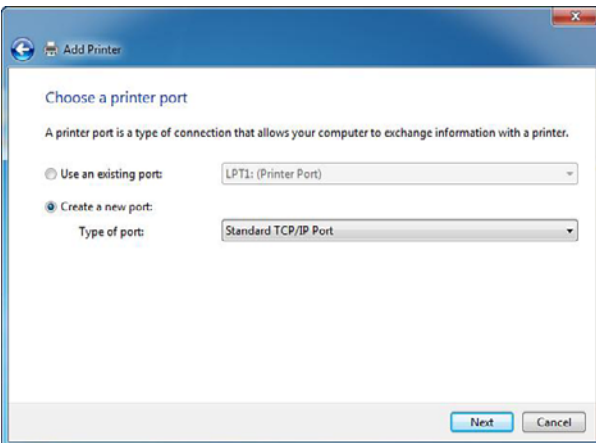 Add Printer
Choose a printer port
A printer port is a type of connection that allows your computer to exchange information with a printer.
Use an existing port: LPT1: (Printer Port)
Create a new port:
Type of port: Standard TCP/IP Port
Next Cancel